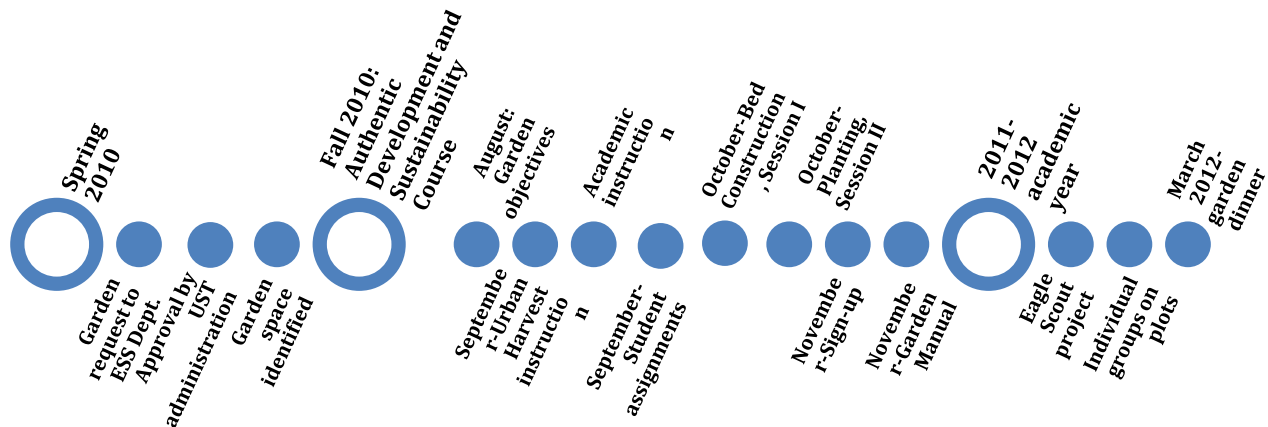 Spring
2010
Garden
request to
ESS Dept.
Approval by
UST
administration
Garden
space
identified
Fall 2010:
Authentic
Development and
Sustainability
Course
August:
Garden
objectives
Septembe
r-Urban
Harvest
instructio
n
Academic
instructio
n
September-
Student
assignments
October-Bed
Construction
, Session I
October-
Planting,
Session II
Novembe
r-Sign-up
Novembe
r-Garden
Manual
2011-
2012
academic
year
Eagle
Scout
project
Individual
groups on
plots
March
2012-
garden
dinner